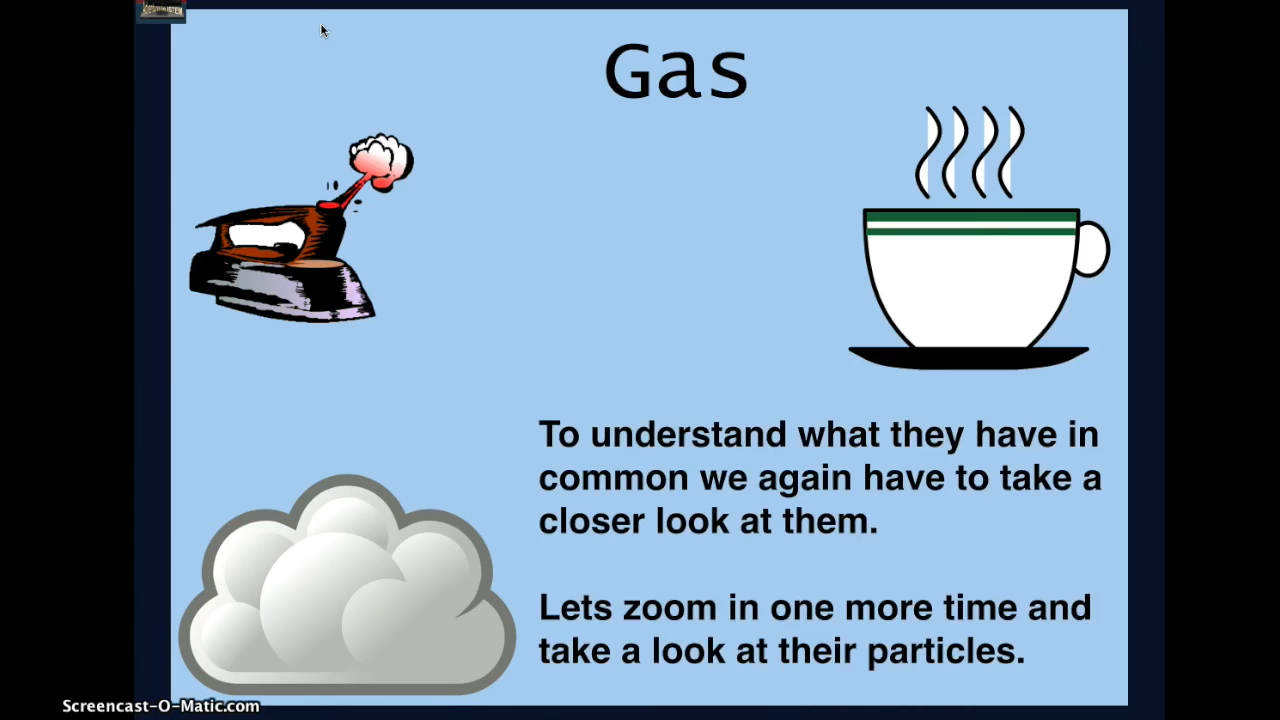 Gas
To understand what they have in
common we again have to take a
closer look at them.
Lets zoom in one more time and
take a look at their particles.
Screencast-O-Matic.com